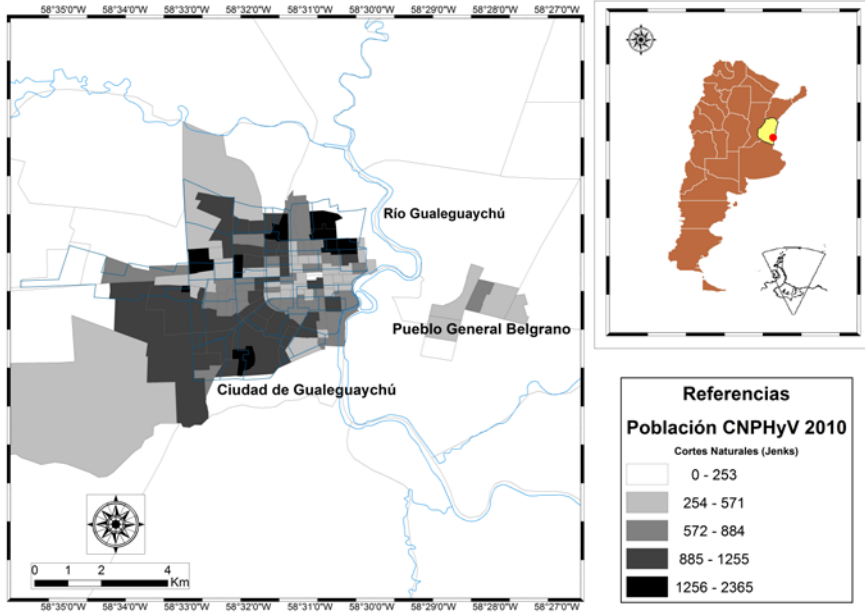 58°35'0"W 58°34'0"W 58°33'0"W 58°32'0"W 58°31'0"W 58°30'0"W 58°29'0"W 58°28'0"W 58°27'0"W
Río Gualeguaychú
Pueblo General Belgrano
Ciudad de Gualeguaychú
0 1 2 4
Km
58°35'0"W 58°34'0"W 58°33'0"W 58°32'0"W 58°31'0"W 58°30'0"W 58°29'0"W 58°28'0"W 58°27'0"W
Referencias
Población CNPHyV 2010
Cortes Naturales (Jenks)
0 - 253
254 - 571
572 - 884
885 - 1255
1256 - 2365